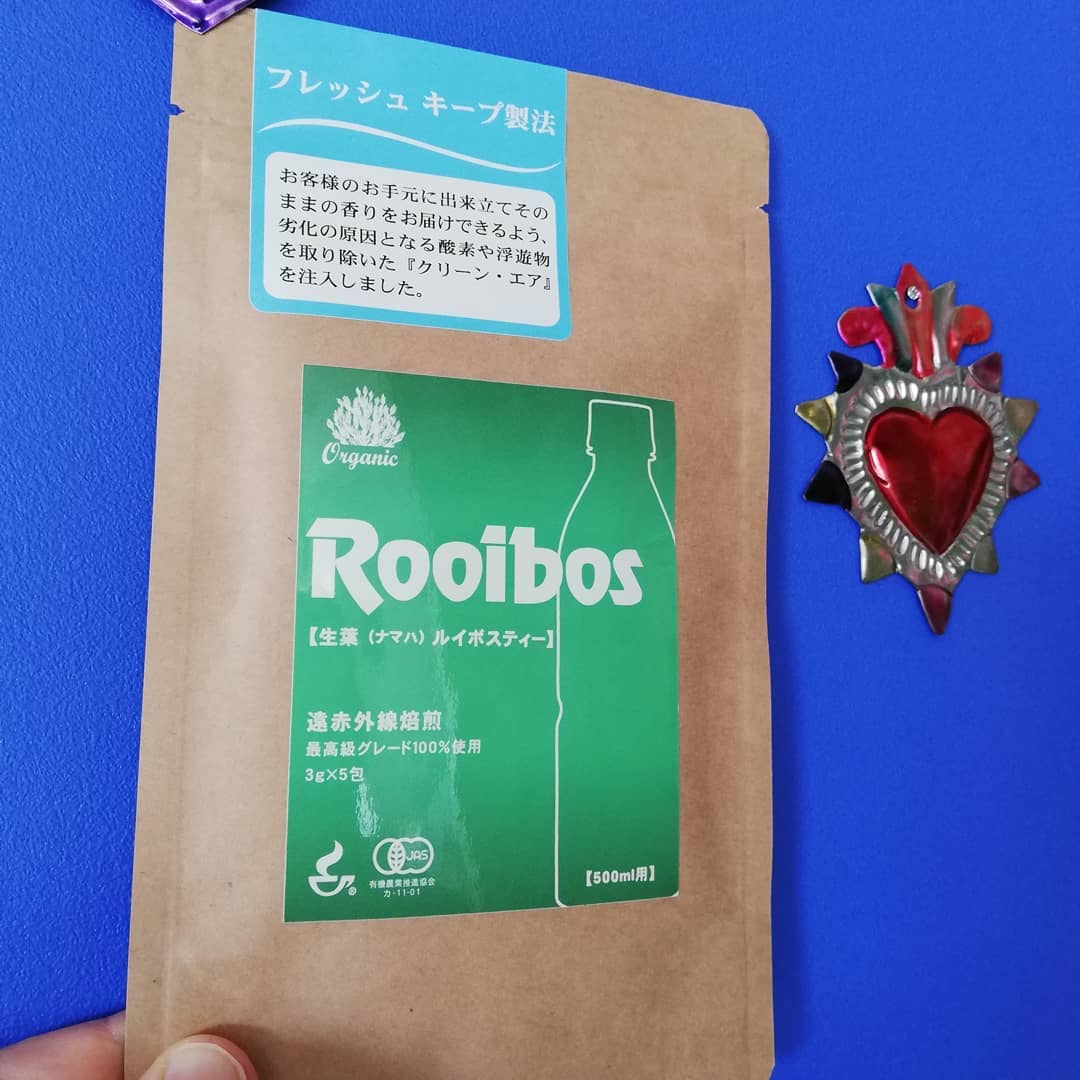 フレッシュ キープ製法
お客様のお手元に出来立てその
ままの香りをお届けできるよう、
劣化の原因となる酸素や浮遊物
を取り除いた『クリーン・エア』
を注入しました。
Organic
Rooibos
【生葉（ナマハ）ルイボスティー】
遠赤外線焙煎
最高級グレード100％使用
3g×5包
®
JAS
有機農業推進協会
カ-11-01
【500ml用】